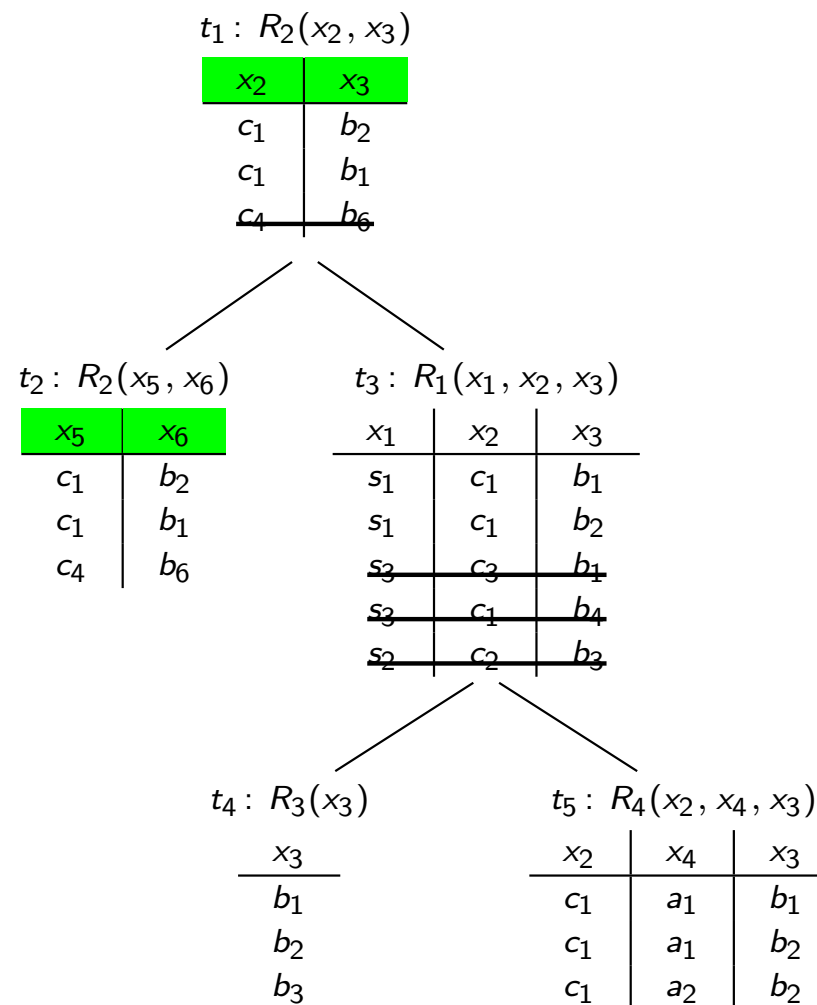 t₁ : R₂(x₂, x₃)
x₂ x₃
c₁ b₂
c₁ b₁
c₄ b₆
t₂ : R₂(x₅, x₆)
x₅ x₆
c₁ b₂
c₁ b₁
c₄ b₆
t₃ : R₁(x₁, x₂, x₃)
x₁ x₂ x₃
s₁ c₁ b₁
s₁ c₁ b₂
s₃ c₃ b₁
s₃ c₁ b₄
s₂ c₂ b₃
t₄ : R₃(x₃)
x₃
b₁
b₂
b₃
t₅ : R₄(x₂, x₄, x₃)
x₂ x₄ x₃
c₁ a₁ b₁
c₁ a₁ b₂
c₁ a₂ b₂